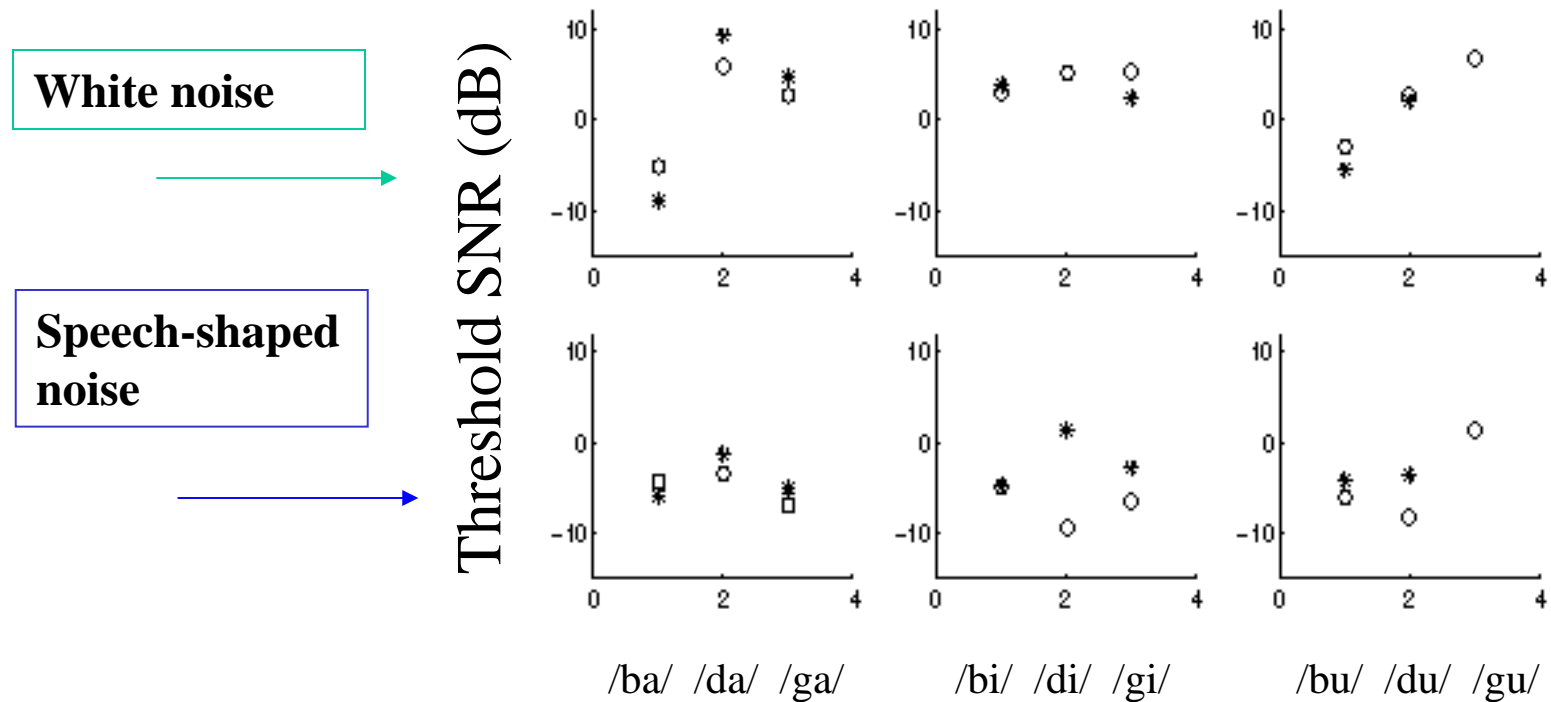 White noise
Speech-shaped
noise
Threshold SNR (dB)
10 10 10
0 0 0
-10 -10 -10
0 2 4 0 2 4 0 2 4
10 10 10
0 0 0
-10 -10 -10
0 2 4 0 2 4 0 2 4
/ba/ /da/ /ga/ /bi/ /di/ /gi/ /bu/ /du/ /gu/